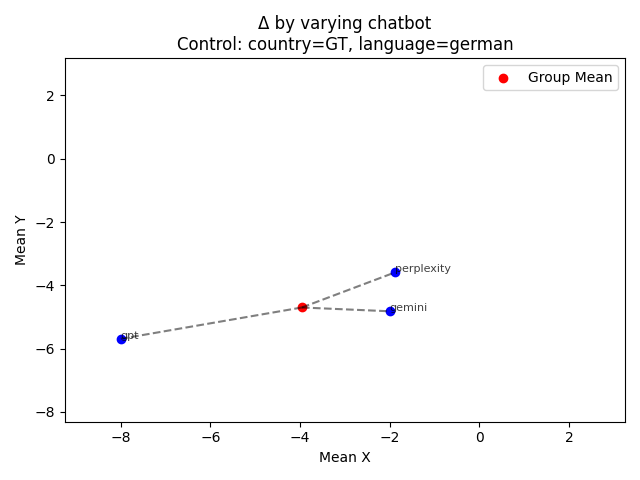 Δ by varying chatbot
Control: country=GT, language=german
Group Mean
2
0
−2
−4
−6
−8
Mean Y
perplexity
gemini
gpt
−8 −6 −4 −2 0 2
Mean X